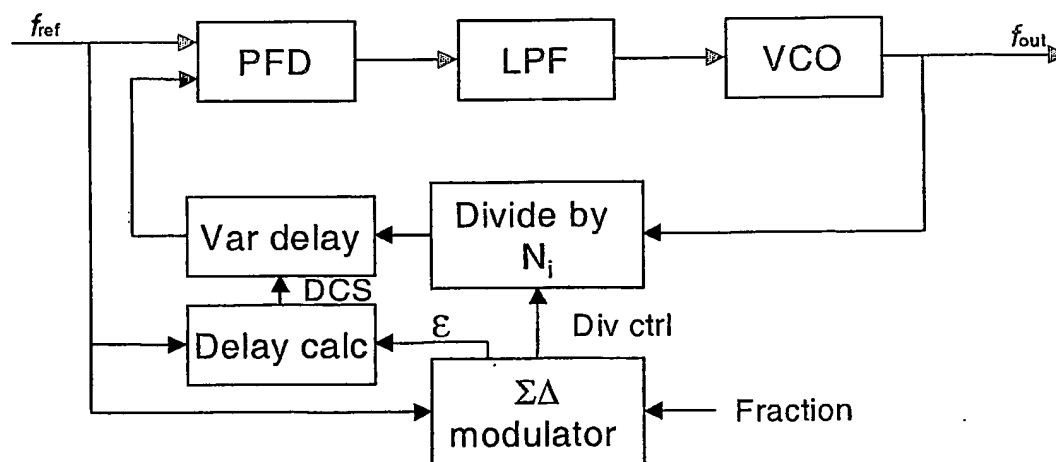 fref
PFD
LPF
VCO
fout
Var delay
Divide by
Ni
DCS
Delay calc
ε
Div ctrl
ΣΔ
modulator
Fraction